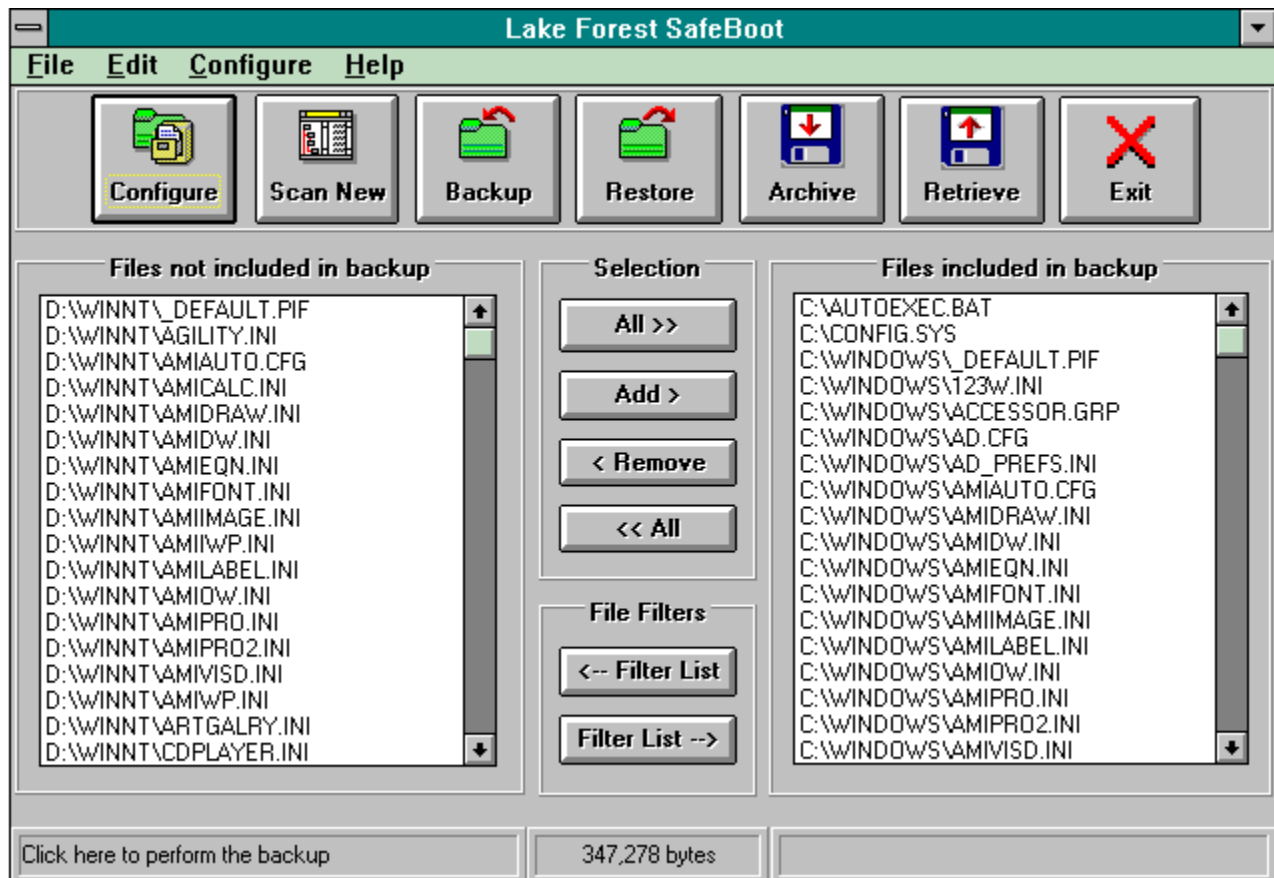 Lake Forest SafeBoot
File Edit Configure Help
Configure Scan New Backup Restore Archive Retrieve Exit
Files not included in backup
D:\WINNT\_DEFAULT.PIF
D:\WINNT\AGILITY.INI
D:\WINNT\AMIAUTO.CFG
D:\WINNT\AMICALC.INI
D:\WINNT\AMIDRAW.INI
D:\WINNT\AMIDW.INI
D:\WINNT\AMIEQN.INI
D:\WINNT\AMIFONT.INI
D:\WINNT\AMIIMAGE.INI
D:\WINNT\AMIIWP.INI
D:\WINNT\AMILABEL.INI
D:\WINNT\AMIOW.INI
D:\WINNT\AMIPRO.INI
D:\WINNT\AMIPRO2.INI
D:\WINNT\AMIVISD.INI
D:\WINNT\AMIWP.INI
D:\WINNT\ARTGALRY.INI
D:\WINNT\CDPLAYER.INI
Selection
All >>
Add >
< Remove
<< All
File Filters
<-- Filter List
Filter List -->
Files included in backup
C:\AUTOEXEC.BAT
C:\CONFIG.SYS
C:\WINDOWS\_DEFAULT.PIF
C:\WINDOWS\123W.INI
C:\WINDOWS\ACCESSOR.GRP
C:\WINDOWS\AD.CFG
C:\WINDOWS\AD_PREFS.INI
C:\WINDOWS\AMIAUTO.CFG
C:\WINDOWS\AMIDRAW.INI
C:\WINDOWS\AMIDW.INI
C:\WINDOWS\AMIEQN.INI
C:\WINDOWS\AMIFONT.INI
C:\WINDOWS\AMIIMAGE.INI
C:\WINDOWS\AMILABEL.INI
C:\WINDOWS\AMIOW.INI
C:\WINDOWS\AMIPRO.INI
C:\WINDOWS\AMIPRO2.INI
C:\WINDOWS\AMIVISD.INI
Click here to perform the backup
347,278 bytes